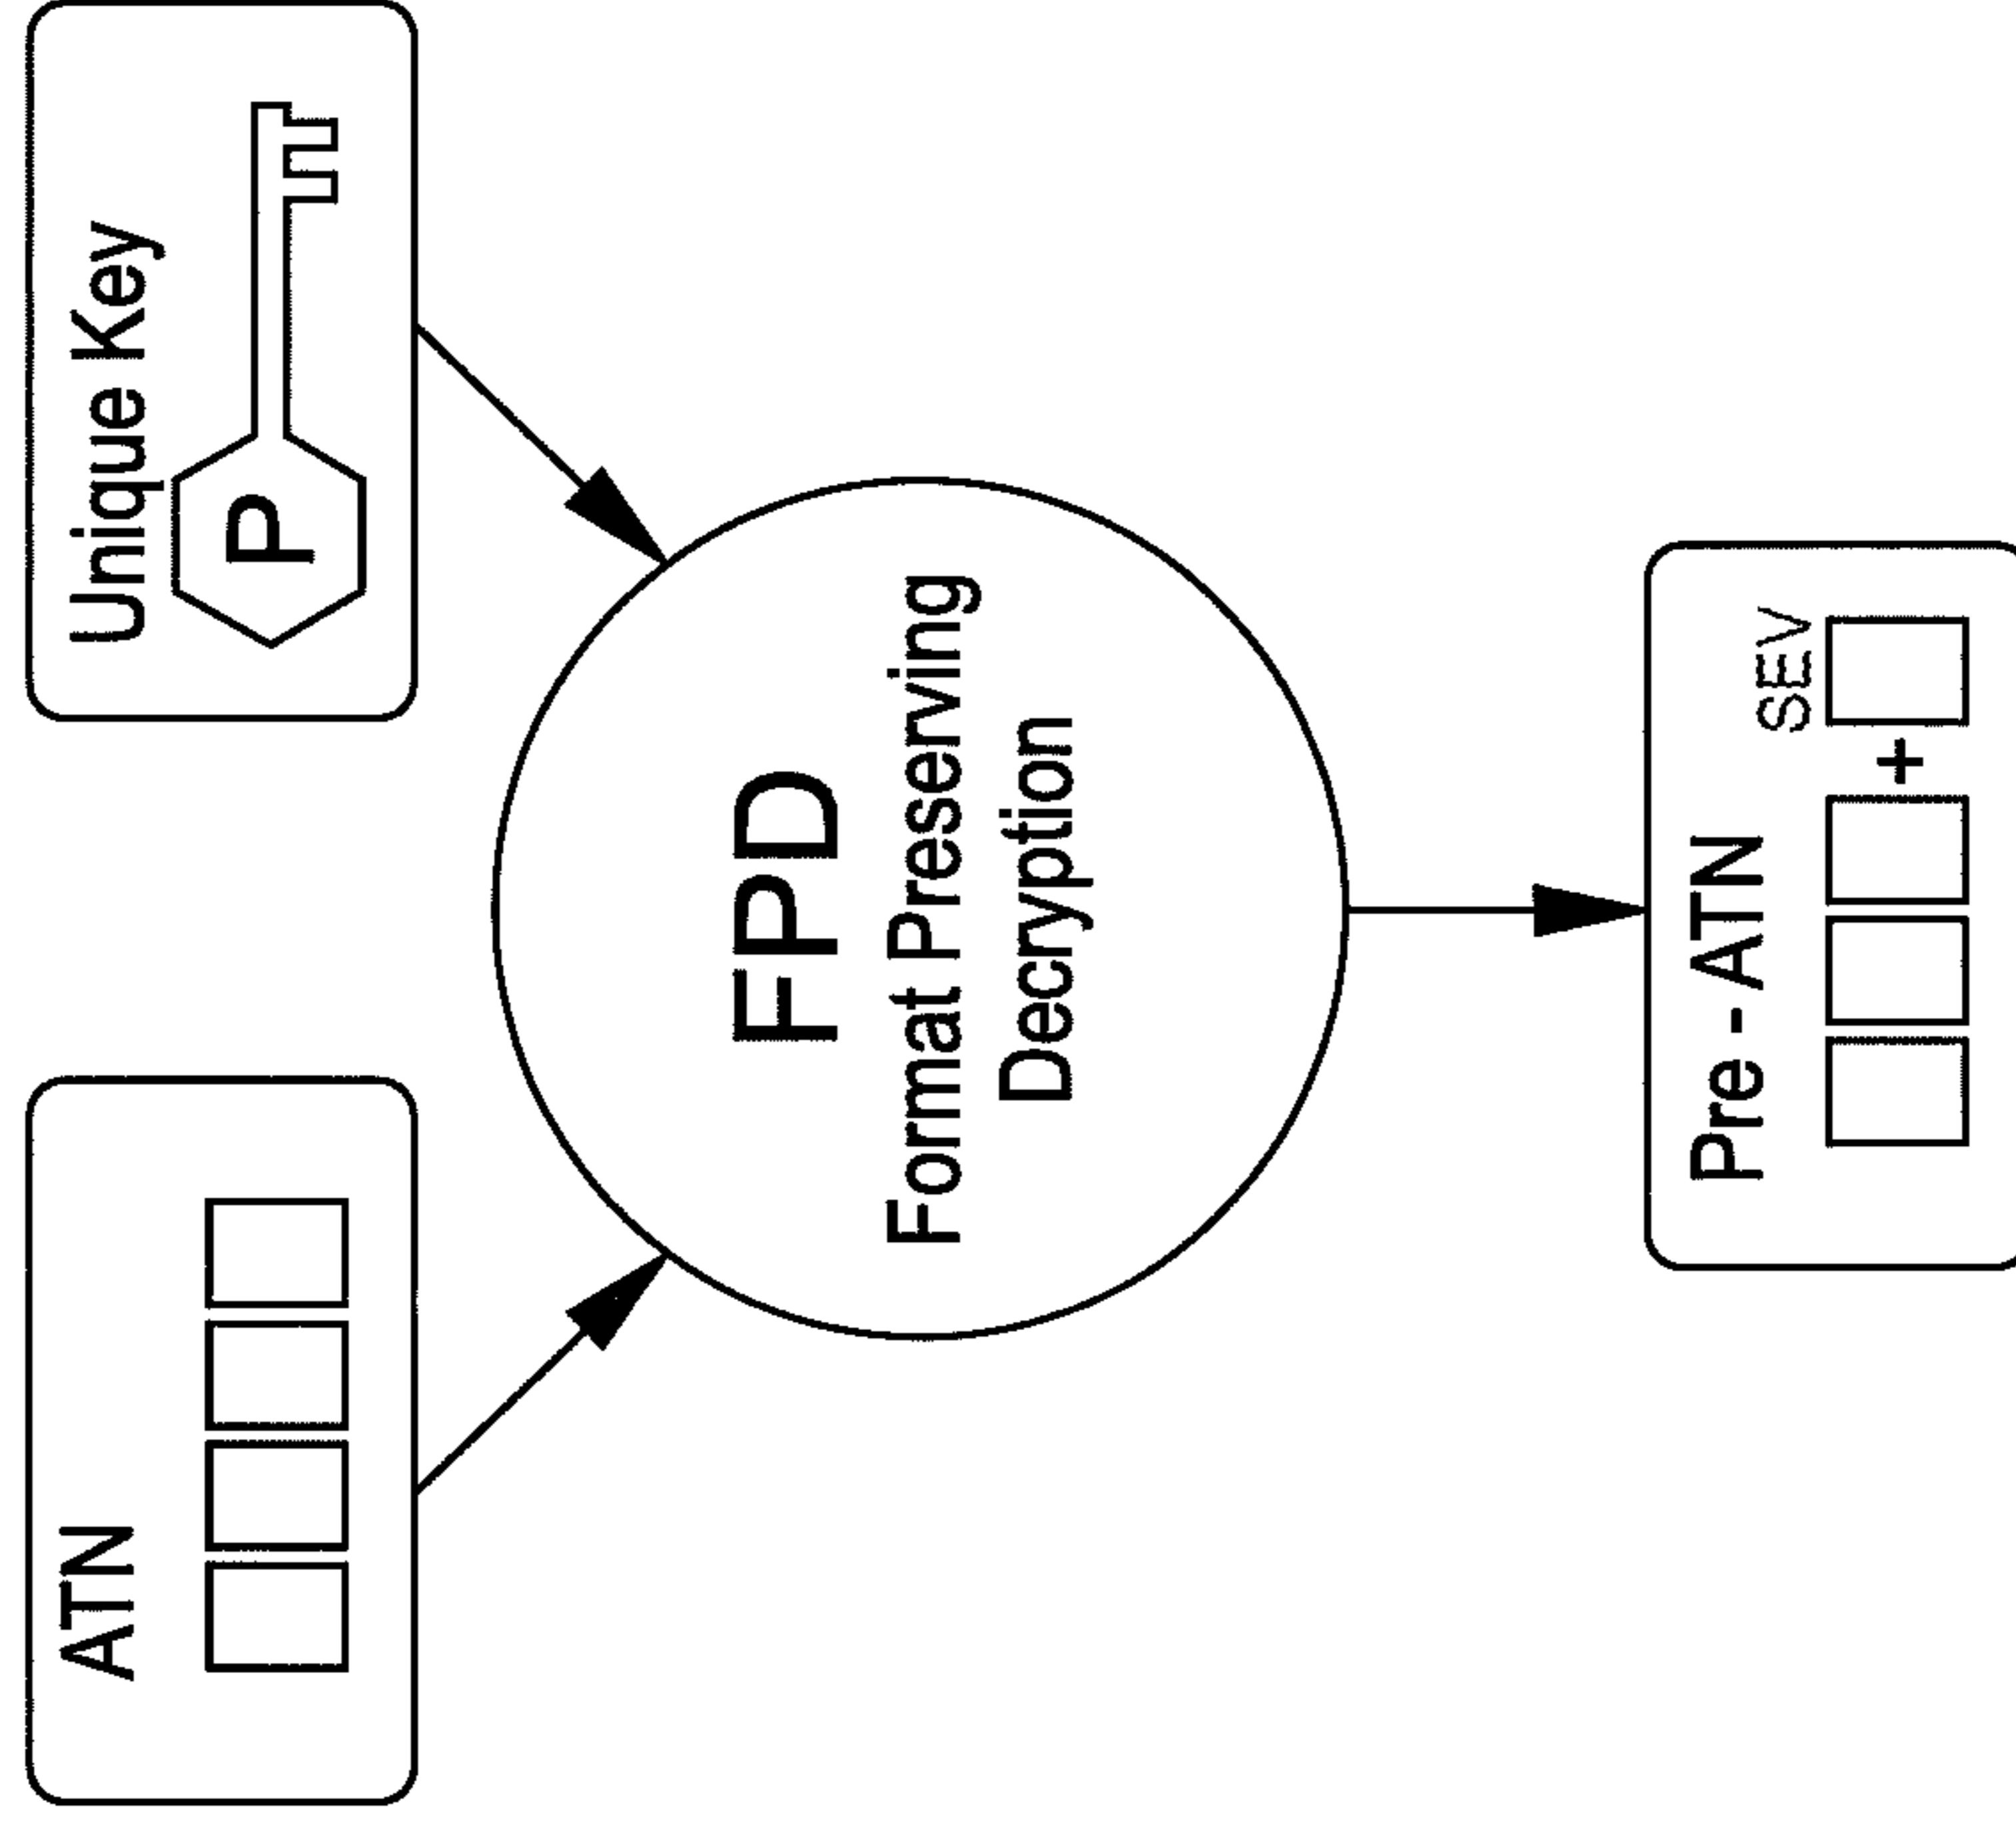 ATN
Unique Key
P
FPD
Format Preserving
Decryption
Pre - ATN
SEV
+